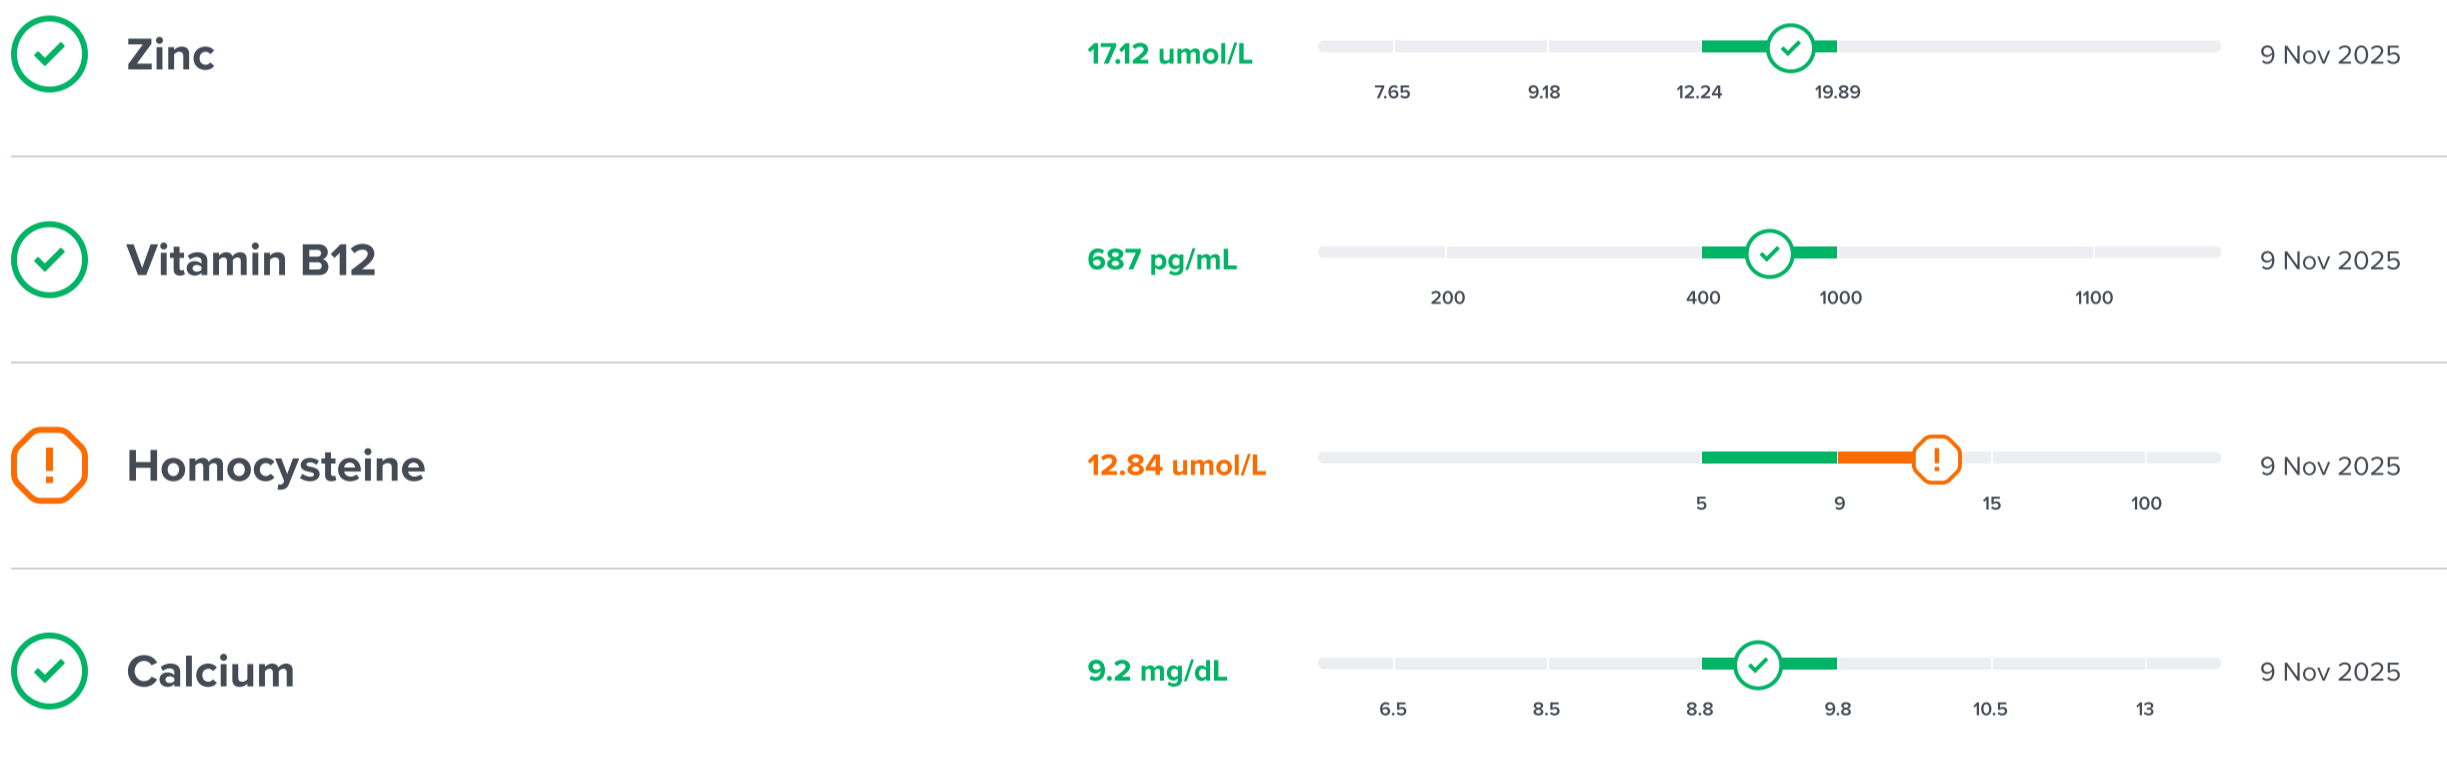 Zinc 17.12 umol/L 9 Nov 2025
7.65 9.18 12.24 19.89
Vitamin B12 687 pg/mL 9 Nov 2025
200 400 1000 1100
Homocysteine 12.84 umol/L 9 Nov 2025
5 9 15 100
Calcium 9.2 mg/dL 9 Nov 2025
6.5 8.5 8.8 9.8 10.5 13